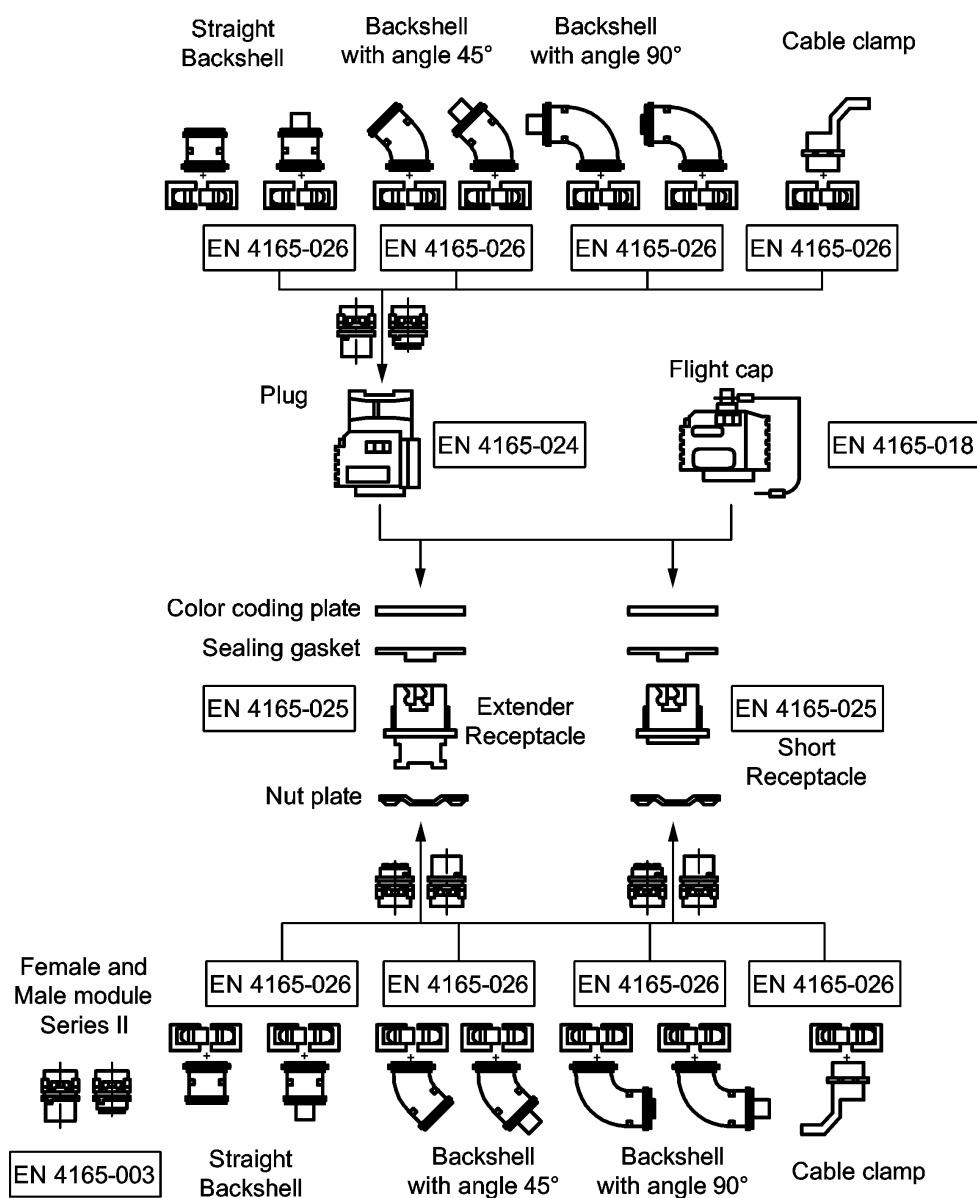 Straight
Backshell
Backshell
with angle 45°
Backshell
with angle 90°
Cable clamp
EN 4165-026
EN 4165-026
EN 4165-026
EN 4165-026
Plug
EN 4165-024
Flight cap
EN 4165-018
Color coding plate
Sealing gasket
EN 4165-025
Extender
Receptacle
EN 4165-025
Short
Receptacle
Nut plate
Female and
Male module
Series II
EN 4165-003
EN 4165-026
EN 4165-026
EN 4165-026
EN 4165-026
Straight
Backshell
Backshell
with angle 45°
Backshell
with angle 90°
Cable clamp